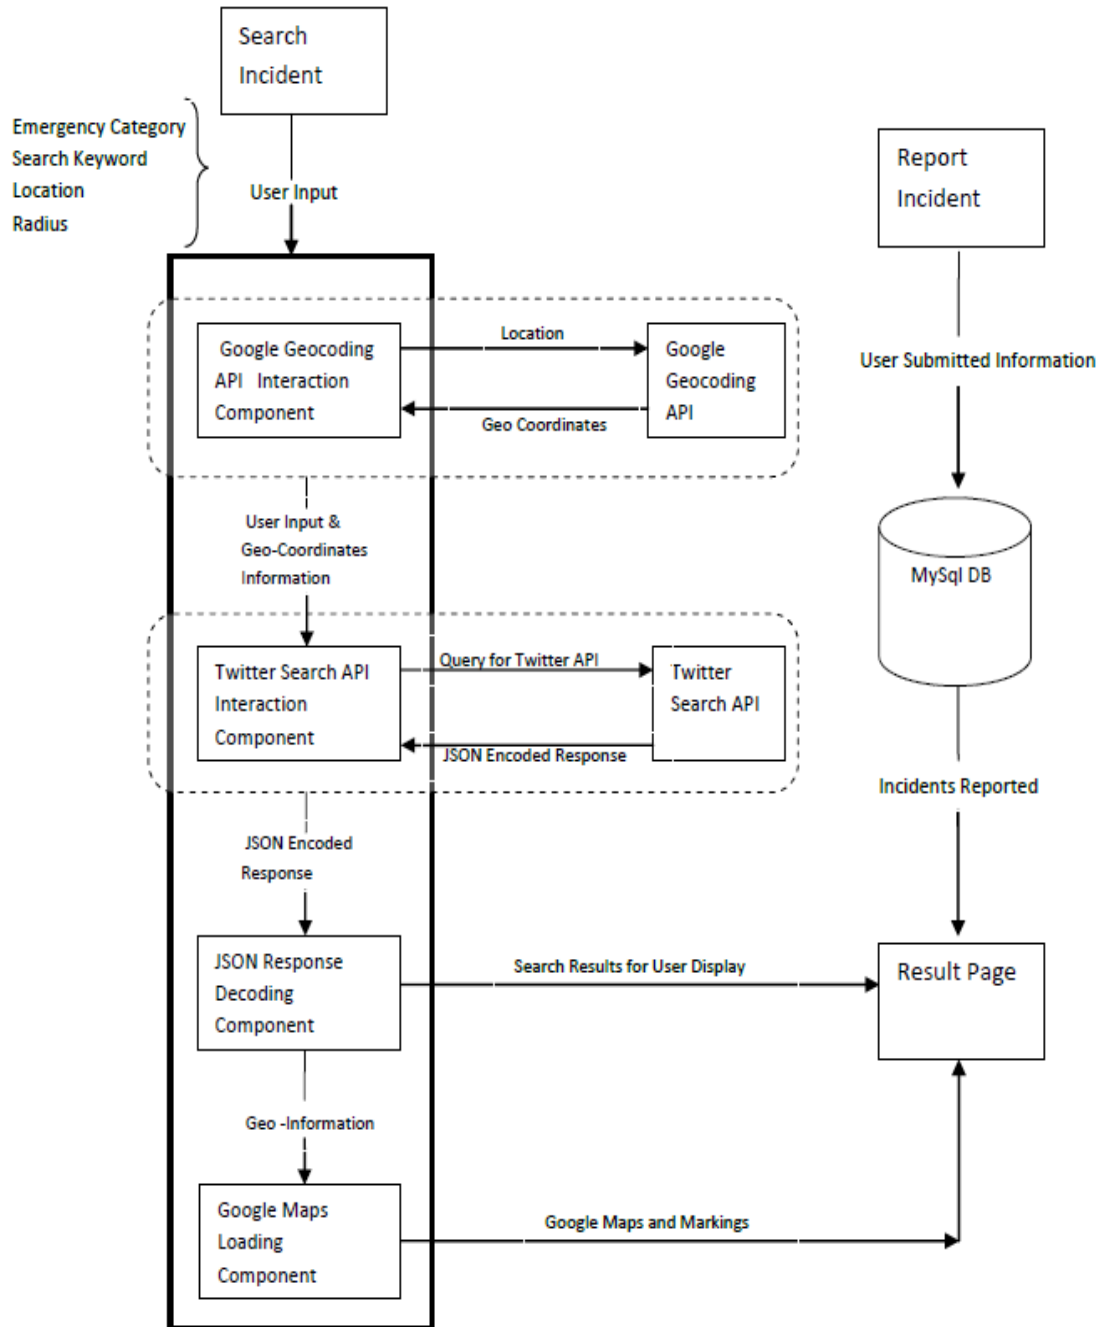 Search
Incident
Emergency Category
Search Keyword
Location
Radius
User Input
Report
Incident
Google Geocoding
API Interaction
Component
Location
Geo Coordinates
Google
Geocoding
API
User Submitted Information
User Input &
Geo-Coordinates
Information
MySql DB
Twitter Search API
Interaction
Component
Query for Twitter API
JSON Encoded Response
Twitter
Search API
Incidents Reported
JSON Encoded
Response
JSON Response
Decoding
Component
Search Results for User Display
Result Page
Geo -Information
Google Maps
Loading
Component
Google Maps and Markings